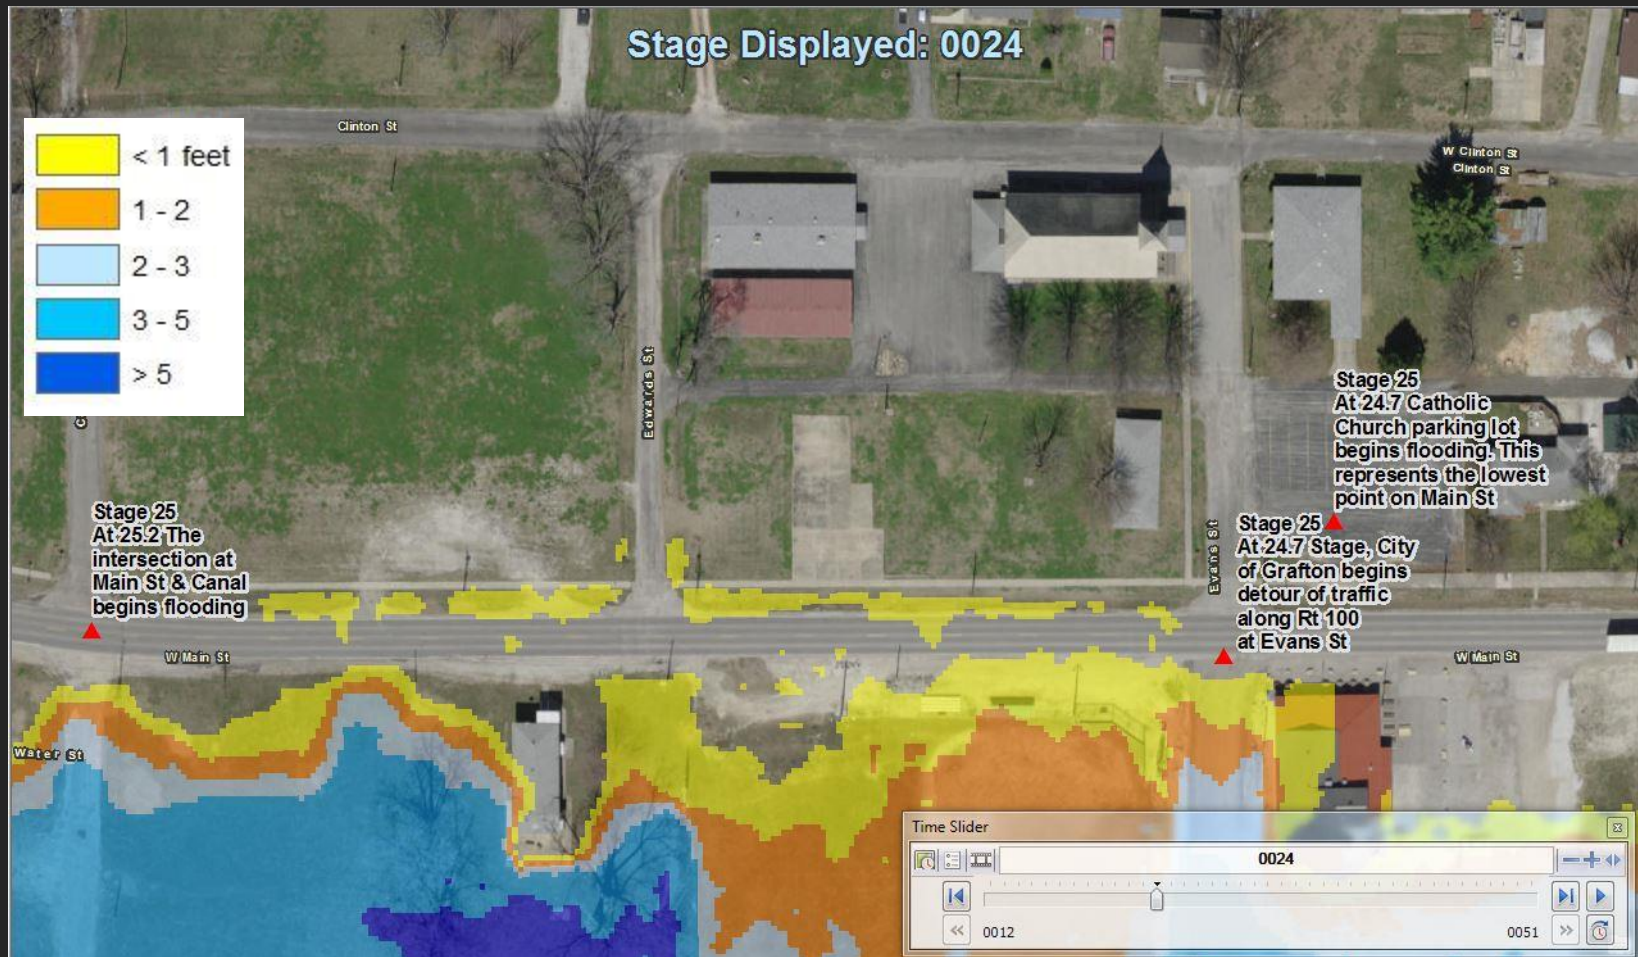 Stage Displayed: 0024
< 1 feet
1 - 2
2 - 3
3 - 5
> 5
Clinton St
W Clinton St
Clinton St
Edwards St
Evans St
Stage 25
At 24.7 Catholic
Church parking lot
begins flooding. This
represents the lowest
point on Main St
Stage 25
At 25.2 The
intersection at
Main St & Canal
begins flooding
Stage 25
At 24.7 Stage, City
of Grafton begins
detour of traffic
along Rt 100
at Evans St
W Main St
W Main St
Water St
Time Slider
0024
0012
0051